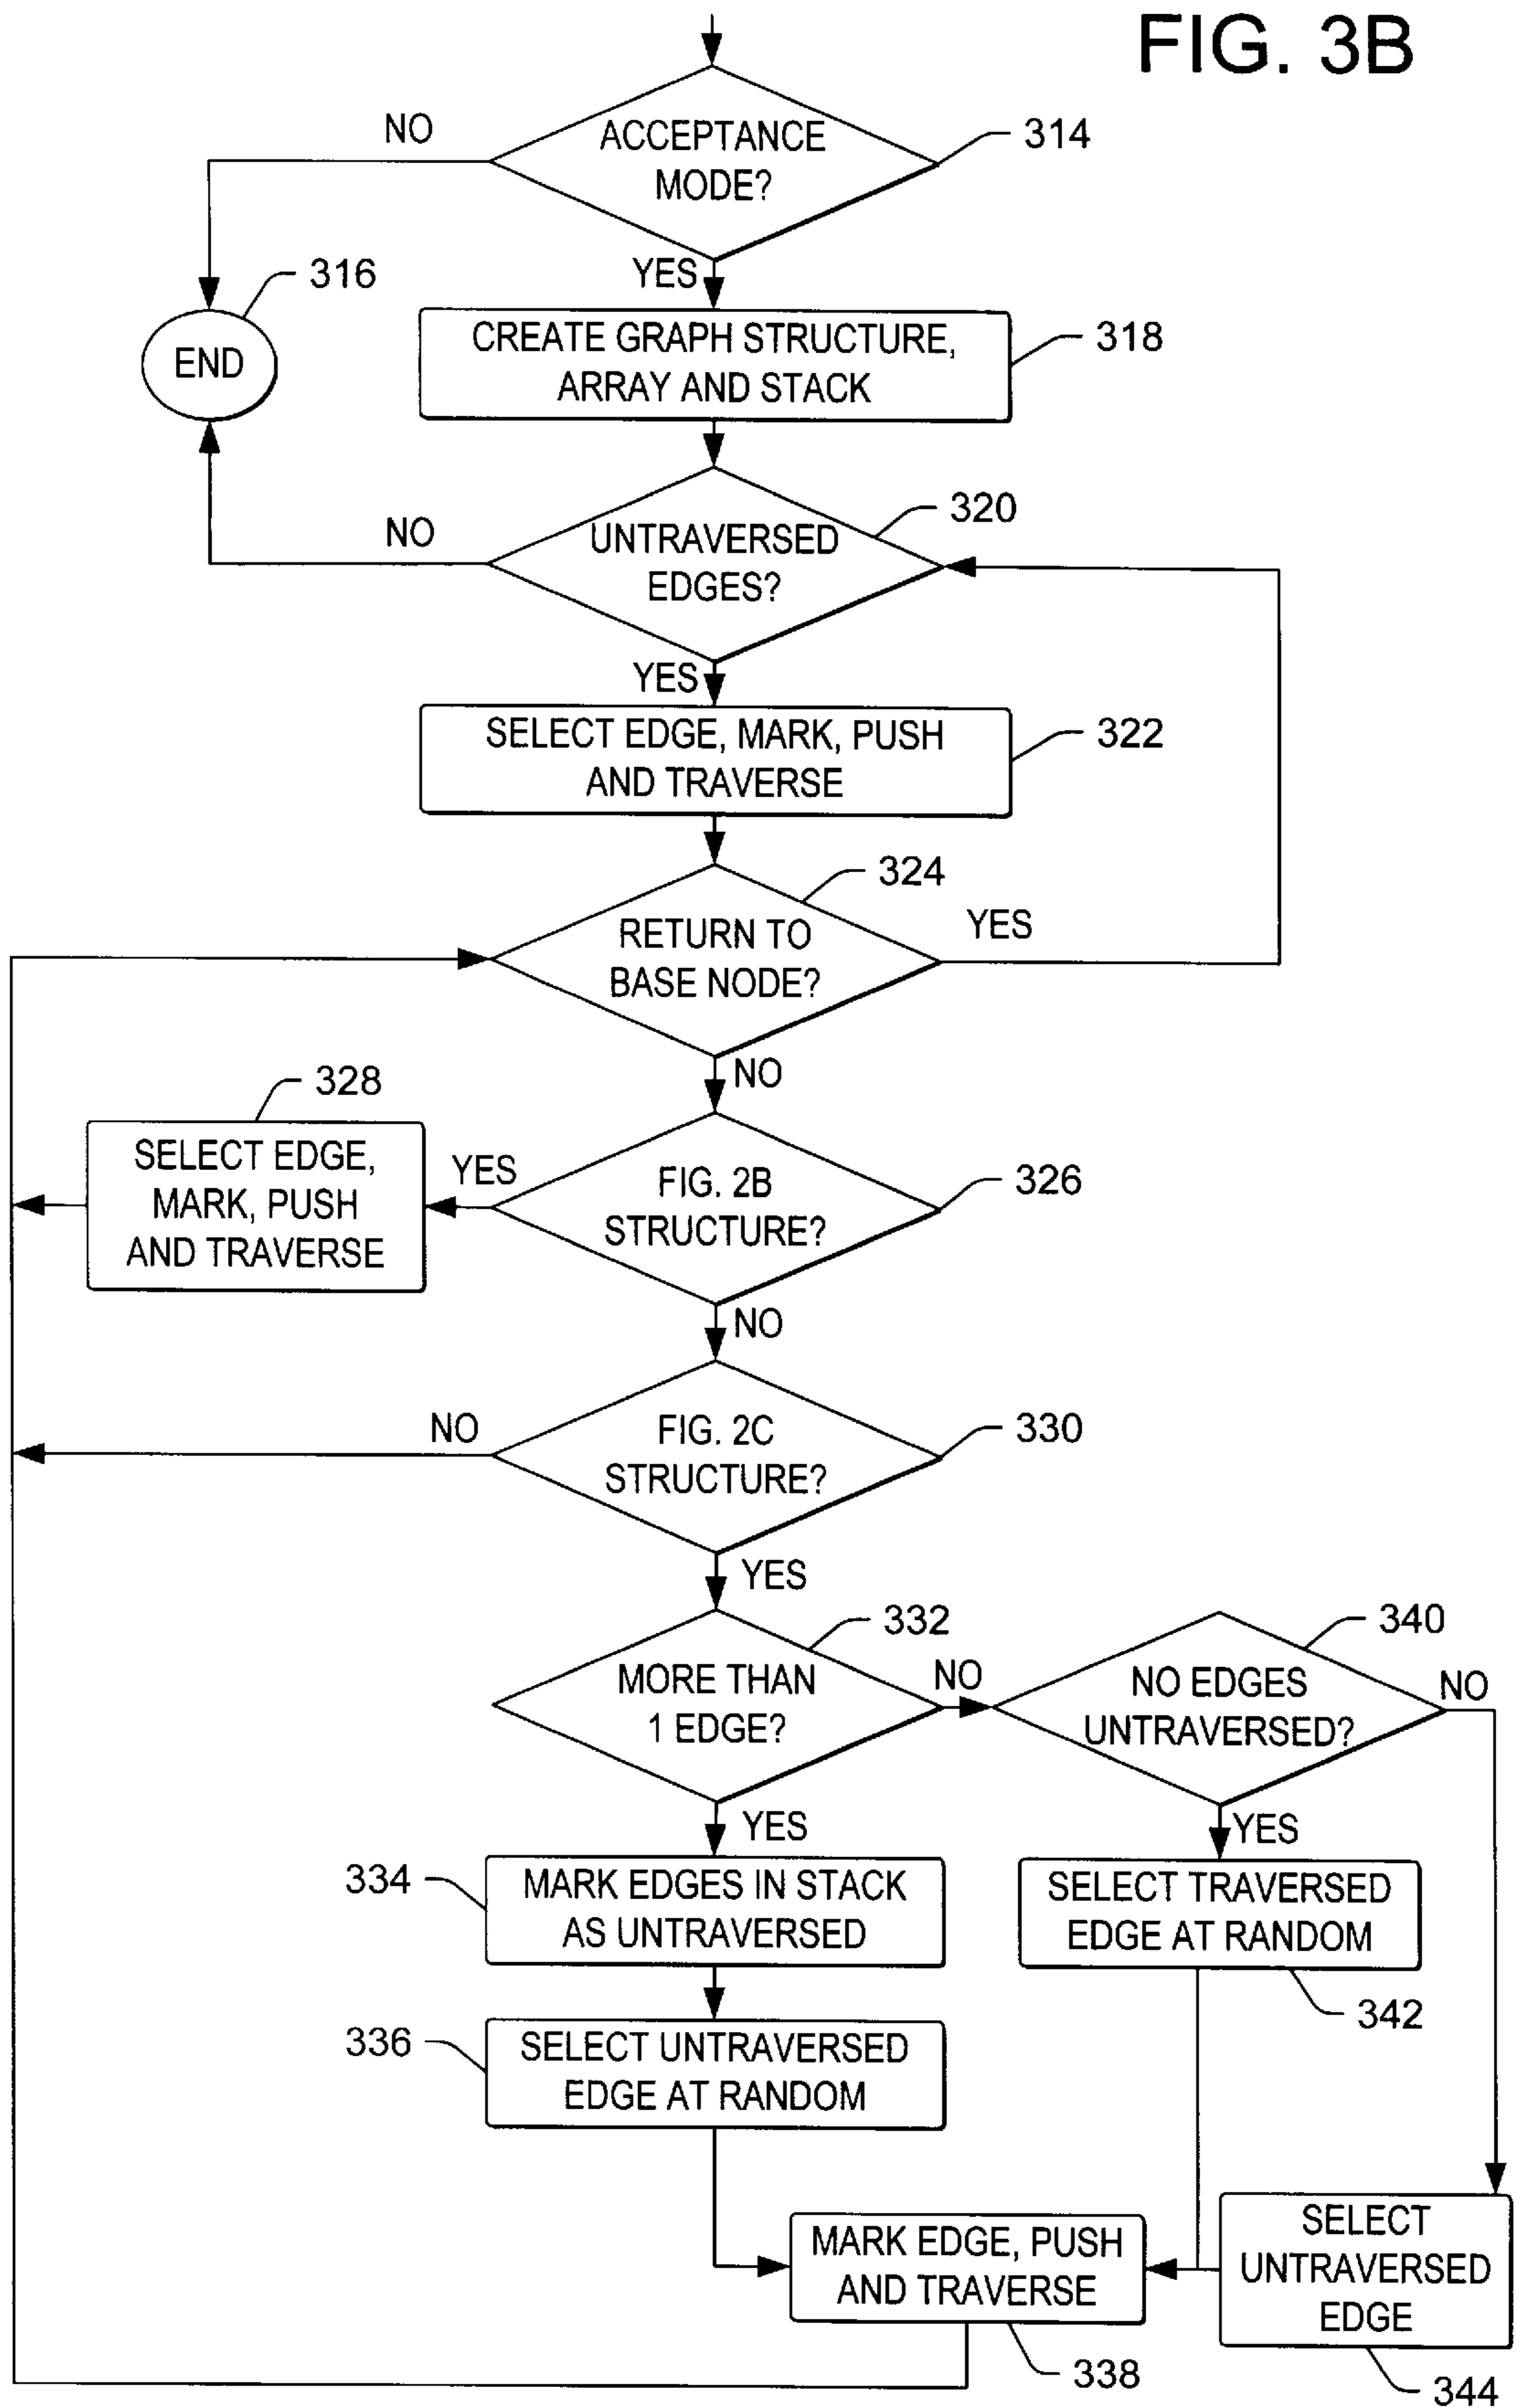 FIG. 3B
NO
ACCEPTANCE
MODE?
314
YES
316
END
CREATE GRAPH STRUCTURE,
ARRAY AND STACK
318
320
NO
UNTRAVERSED
EDGES?
YES
SELECT EDGE, MARK, PUSH
AND TRAVERSE
322
324
RETURN TO
BASE NODE?
YES
NO
328
SELECT EDGE,
MARK, PUSH
AND TRAVERSE
YES
FIG. 2B
STRUCTURE?
326
NO
NO
FIG. 2C
STRUCTURE?
330
YES
332
MORE THAN
1 EDGE?
NO
340
NO EDGES
UNTRAVERSED?
NO
YES
YES
334
MARK EDGES IN STACK
AS UNTRAVERSED
SELECT TRAVERSED
EDGE AT RANDOM
342
336
SELECT UNTRAVERSED
EDGE AT RANDOM
MARK EDGE, PUSH
AND TRAVERSE
338
SELECT
UNTRAVERSED
EDGE
344